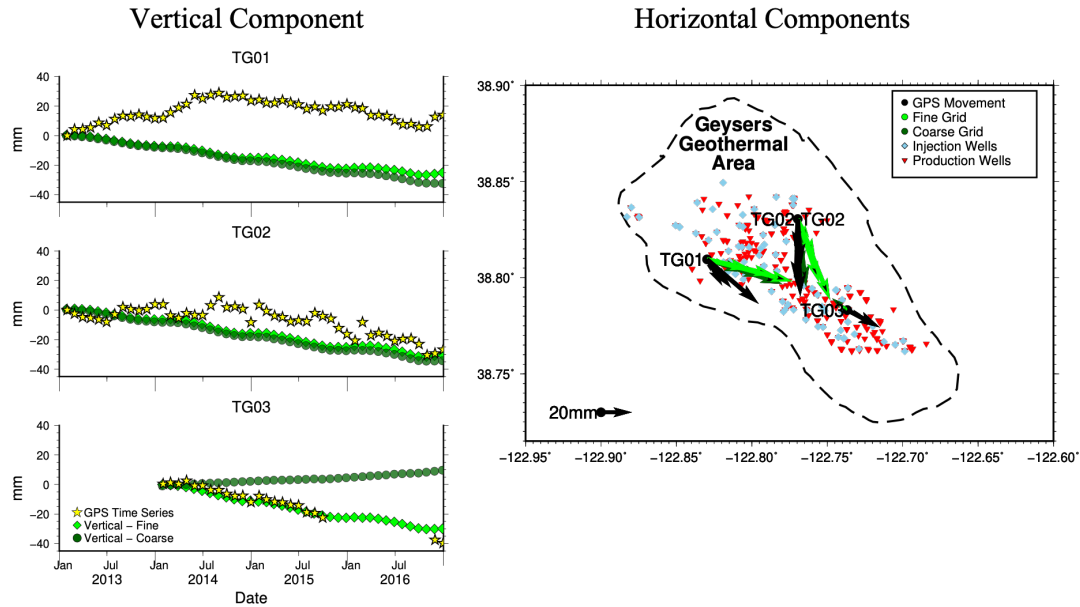 Vertical Component
Horizontal Components
TG01
40
20
0
−20
−40
mm
TG02
40
20
0
−20
−40
mm
TG03
40
20
0
−20
−40
mm
GPS Time Series
Vertical − Fine
Vertical − Coarse
Jan Jul Jan Jul Jan Jul Jan Jul
2013 2014 2015 2016
Date
38.90°
38.85°
38.80°
38.75°
Geysers
Geothermal
Area
GPS Movement
Fine Grid
Coarse Grid
Injection Wells
Production Wells
TG02 TG02
TG01
TG03
20mm
−122.95° −122.90° −122.85° −122.80° −122.75° −122.70° −122.65° −122.60°